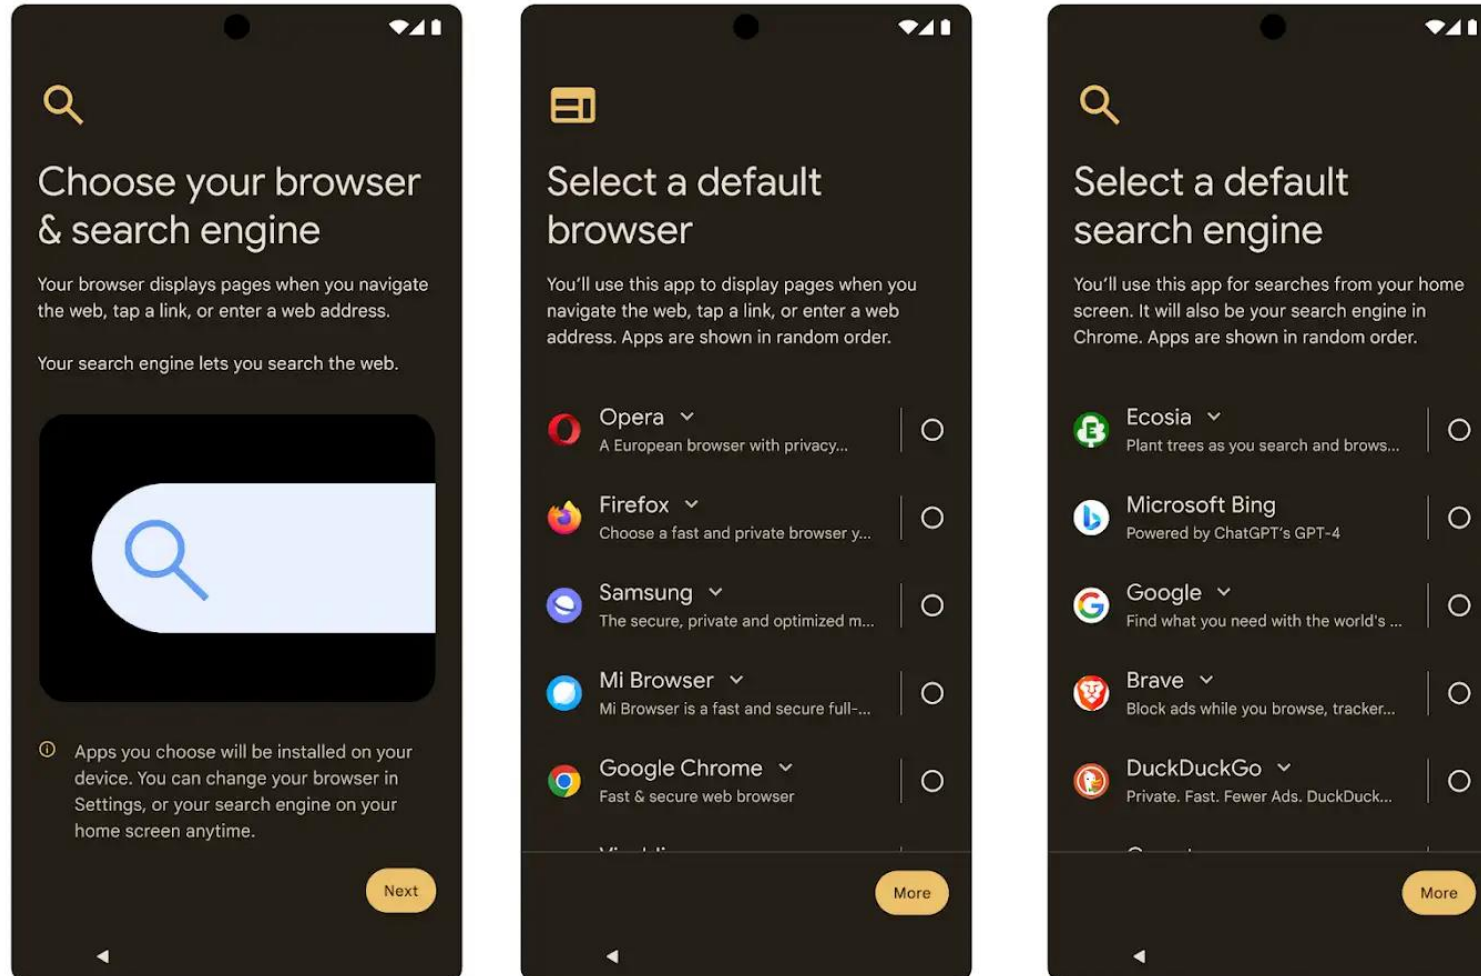 Choose your browser
& search engine
Your browser displays pages when you navigate
the web, tap a link, or enter a web address.
Your search engine lets you search the web.
Apps you choose will be installed on your
device. You can change your browser in
Settings, or your search engine on your
home screen anytime.
Next
Select a default
browser
You'll use this app to display pages when you
navigate the web, tap a link, or enter a web
address. Apps are shown in random order.
Opera
A European browser with privacy...
Firefox
Choose a fast and private browser y...
Samsung
The secure, private and optimized m...
Mi Browser
Mi Browser is a fast and secure full-...
Google Chrome
Fast & secure web browser
More
Select a default
search engine
You'll use this app for searches from your home
screen. It will also be your search engine in
Chrome. Apps are shown in random order.
Ecosia
Plant trees as you search and brows...
Microsoft Bing
Powered by ChatGPT's GPT-4
Google
Find what you need with the world's ...
Brave
Block ads while you browse, tracker...
DuckDuckGo
Private. Fast. Fewer Ads. DuckDuck...
More